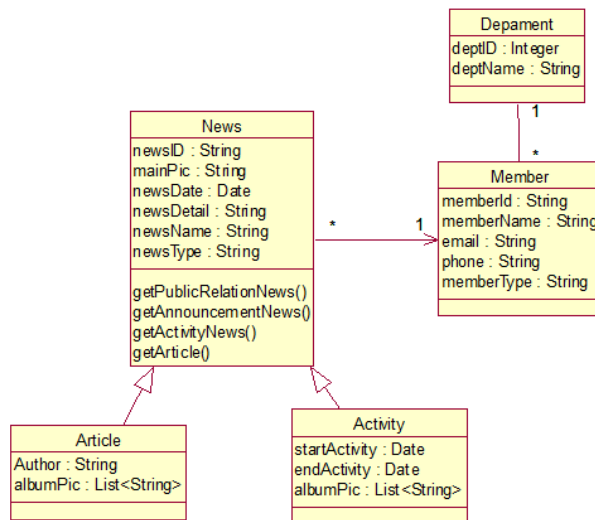 Depament
deptID : Integer
deptName : String
1
*
News
newsID : String
mainPic : String
newsDate : Date
newsDetail : String
newsName : String
newsType : String
getPublicRelationNews()
getAnnouncementNews()
getActivityNews()
getArticle()
*
1
Member
memberId : String
memberName : String
email : String
phone : String
memberType : String
Article
Author : String
albumPic : List<String>
Activity
startActivity : Date
endActivity : Date
albumPic : List<String>